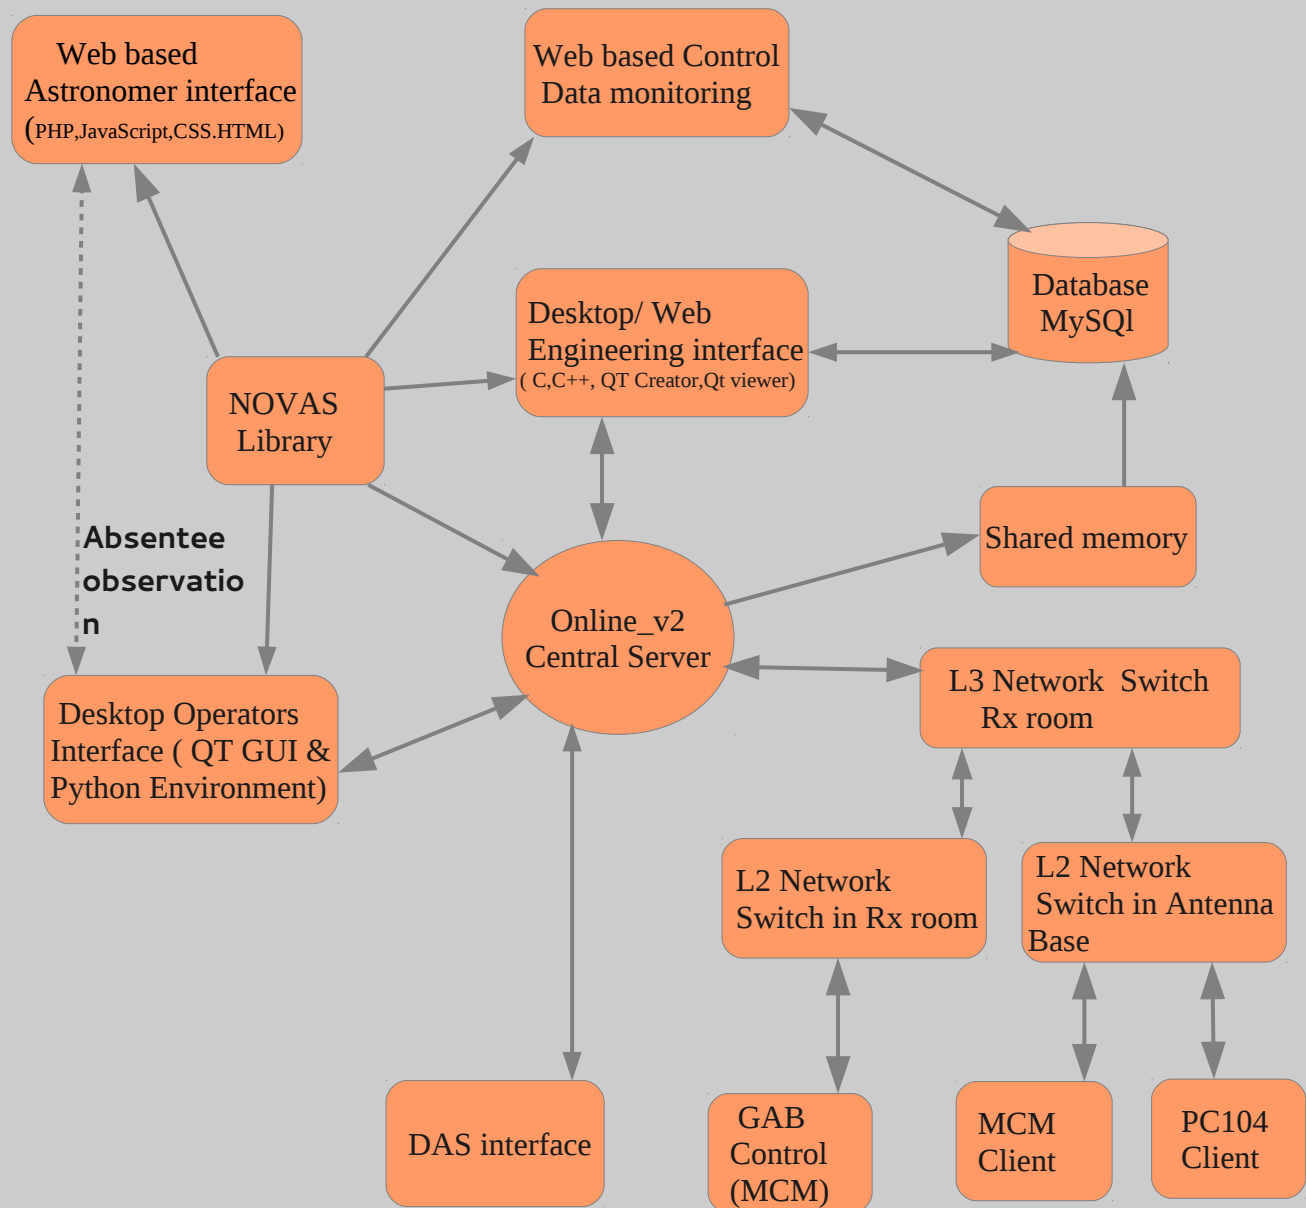 Web based
Astronomer interface
(PHP,JavaScript,CSS.HTML)
Web based Control
Data monitoring
Database
MySQl
Desktop/ Web
Engineering interface
( C,C++, QT Creator,Qt viewer)
NOVAS
Library
Absentee
observatio
n
Shared memory
Online_v2
Central Server
L3 Network Switch
Rx room
Desktop Operators
Interface ( QT GUI &
Python Environment)
L2 Network
Switch in Rx room
L2 Network
Switch in Antenna
Base
DAS interface
GAB
Control
(MCM)
MCM
Client
PC104
Client